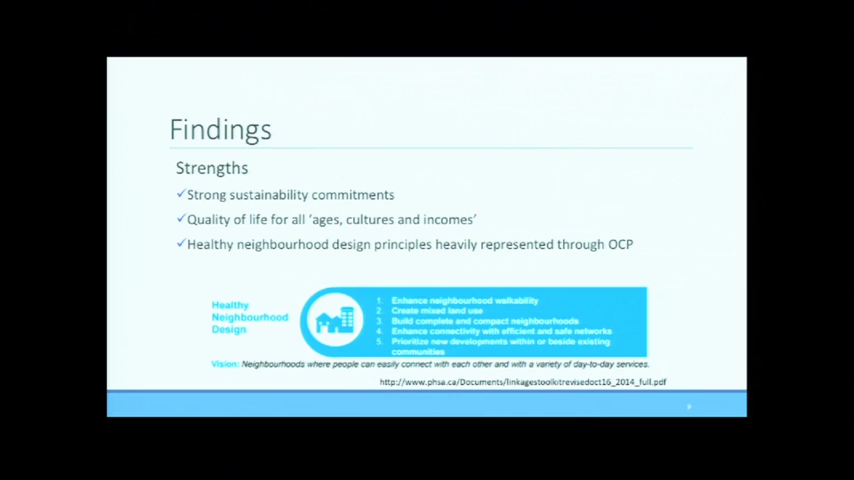 Findings
Strengths
✓Strong sustainability commitments
✓Quality of life for all ‘ages, cultures and incomes’
✓Healthy neighbourhood design principles heavily represented through OCP
Healthy
Neighbourhood
Design
1. Enhance neighbourhood walkability
2. Create mixed land use
3. Build complete and compact neighbourhoods
4. Enhance connectivity with efficient and safe networks
5. Prioritize new developments within or beside existing
communities
Vision: Neighbourhoods where people can easily connect with each other and with a variety of day-to-day services.
http://www.phsa.ca/Documents/linkagestoolkitrevisedoct16_2014_full.pdf
9